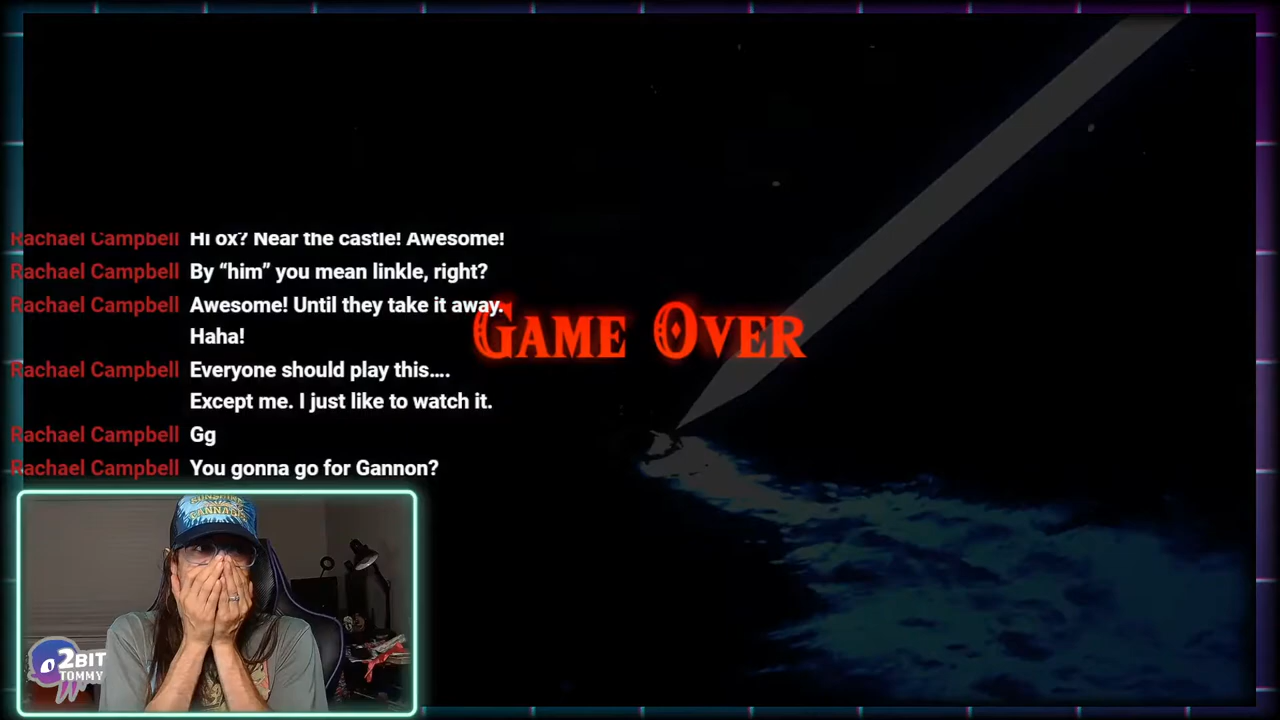 Rachael Campbell Hi ox? Near the castle! Awesome!
Rachael Campbell By “him” you mean linkle, right?
Rachael Campbell Awesome! Until they take it away.
Haha!
GAME OVER
Rachael Campbell Everyone should play this....
Except me. I just like to watch it.
Rachael Campbell Gg
Rachael Campbell You gonna go for Gannon?
SUNSHINE
CANNABIS
2BIT
TOMMY